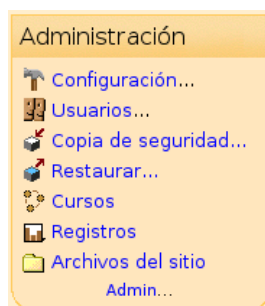 Administración
Configuración...
Usuarios...
Copia de seguridad...
Restaurar...
Cursos
Registros
Archivos del sitio
Admin...